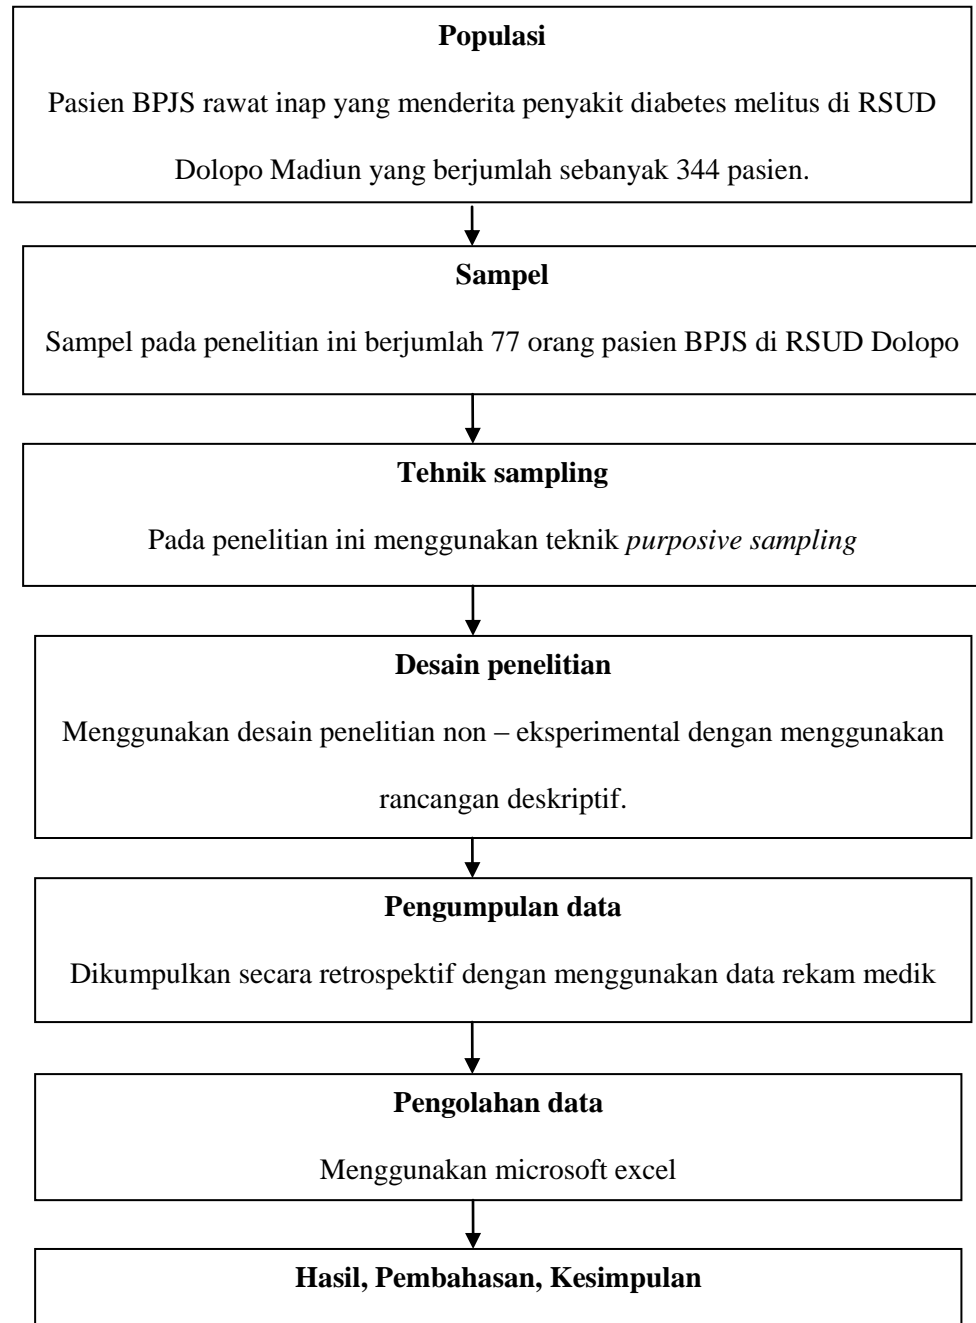 Populasi
Pasien BPJS rawat inap yang menderita penyakit diabetes melitus di RSUD
Dolopo Madiun yang berjumlah sebanyak 344 pasien.
Sampel
Sampel pada penelitian ini berjumlah 77 orang pasien BPJS di RSUD Dolopo
Tehnik sampling
Pada penelitian ini menggunakan teknik purposive sampling
Desain penelitian
Menggunakan desain penelitian non – eksperimental dengan menggunakan
rancangan deskriptif.
Pengumpulan data
Dikumpulkan secara retrospektif dengan menggunakan data rekam medik
Pengolahan data
Menggunakan microsoft excel
Hasil, Pembahasan, Kesimpulan